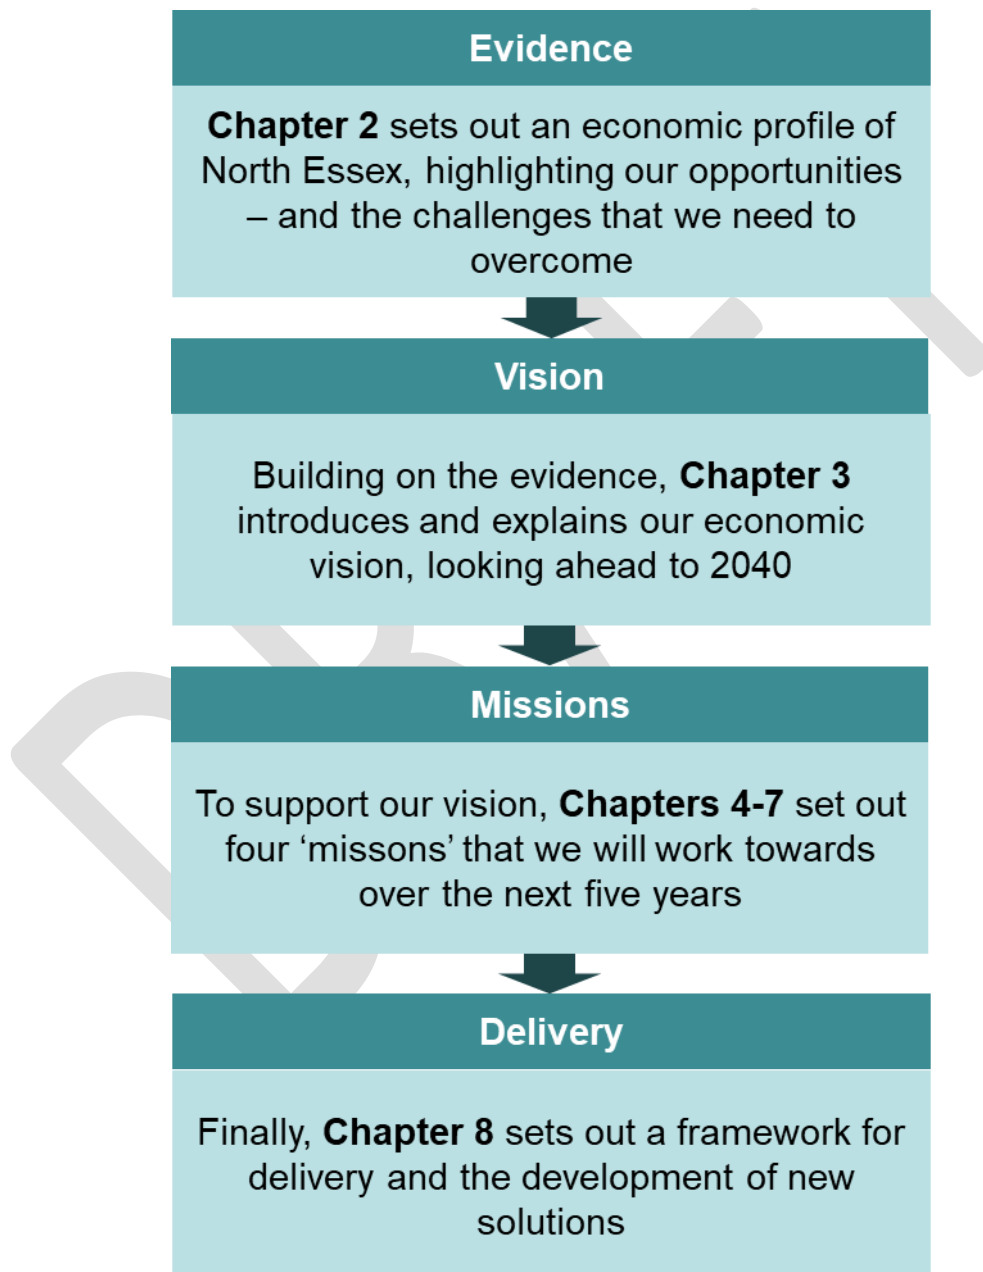 Evidence
Chapter 2 sets out an economic profile of
North Essex, highlighting our opportunities
– and the challenges that we need to
overcome
Vision
Building on the evidence, Chapter 3
introduces and explains our economic
vision, looking ahead to 2040
Missions
To support our vision, Chapters 4-7 set out
four ‘missons’ that we will work towards
over the next five years
Delivery
Finally, Chapter 8 sets out a framework for
delivery and the development of new
solutions